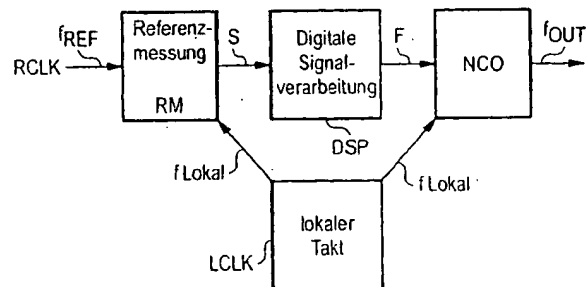 RCLK
fREF
Referenz-
messung
RM
S
Digitale
Signal-
verarbeitung
DSP
F
NCO
fOUT
f Lokal
f Lokal
lokaler
Takt
LCLK